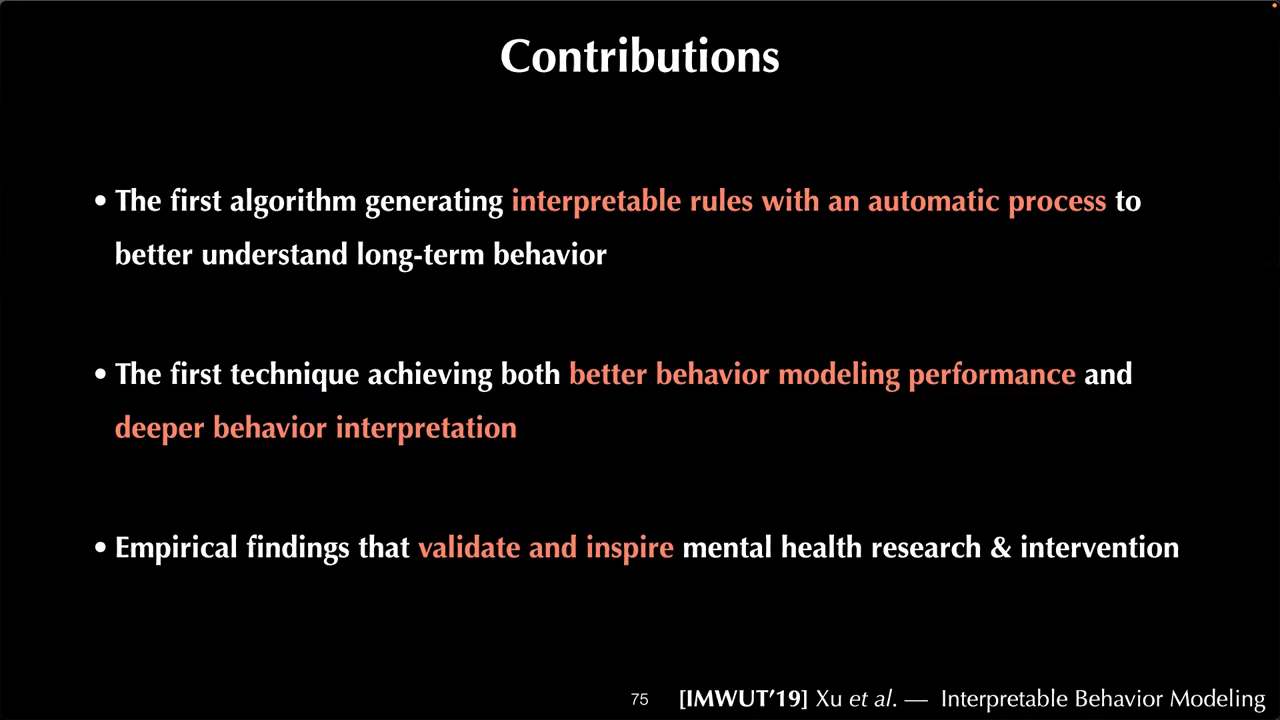 Contributions
• The first algorithm generating interpretable rules with an automatic process to
better understand long-term behavior
• The first technique achieving both better behavior modeling performance and
deeper behavior interpretation
• Empirical findings that validate and inspire mental health research & intervention
75 [IMWUT’19] Xu et al. — Interpretable Behavior Modeling